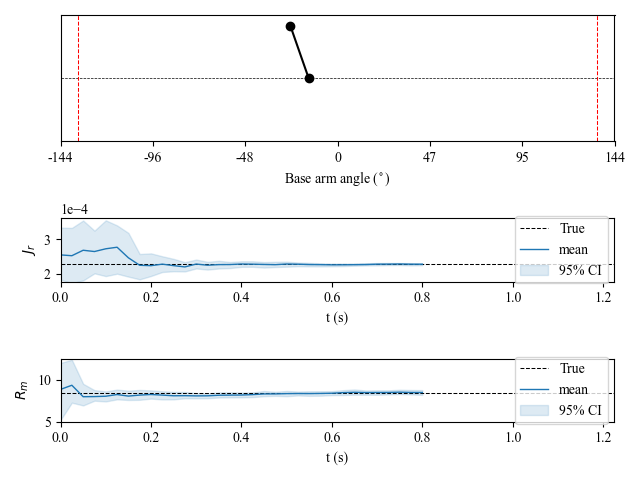 -144 -96 -48 0 47 95 144
Base arm angle (°)
1e−4
J_r
3
2
True
mean
95% CI
0.0 0.2 0.4 0.6 0.8 1.0 1.2
t (s)
R_m
10
5
True
mean
95% CI
0.0 0.2 0.4 0.6 0.8 1.0 1.2
t (s)